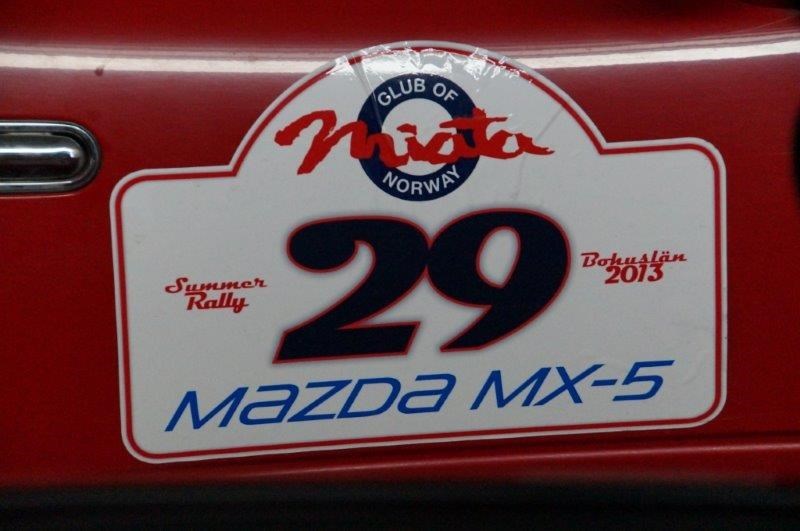 CLUB OF
Miata
NORWAY
29
Summer
Rally
Bohuslän
2013
Mazda MX-5